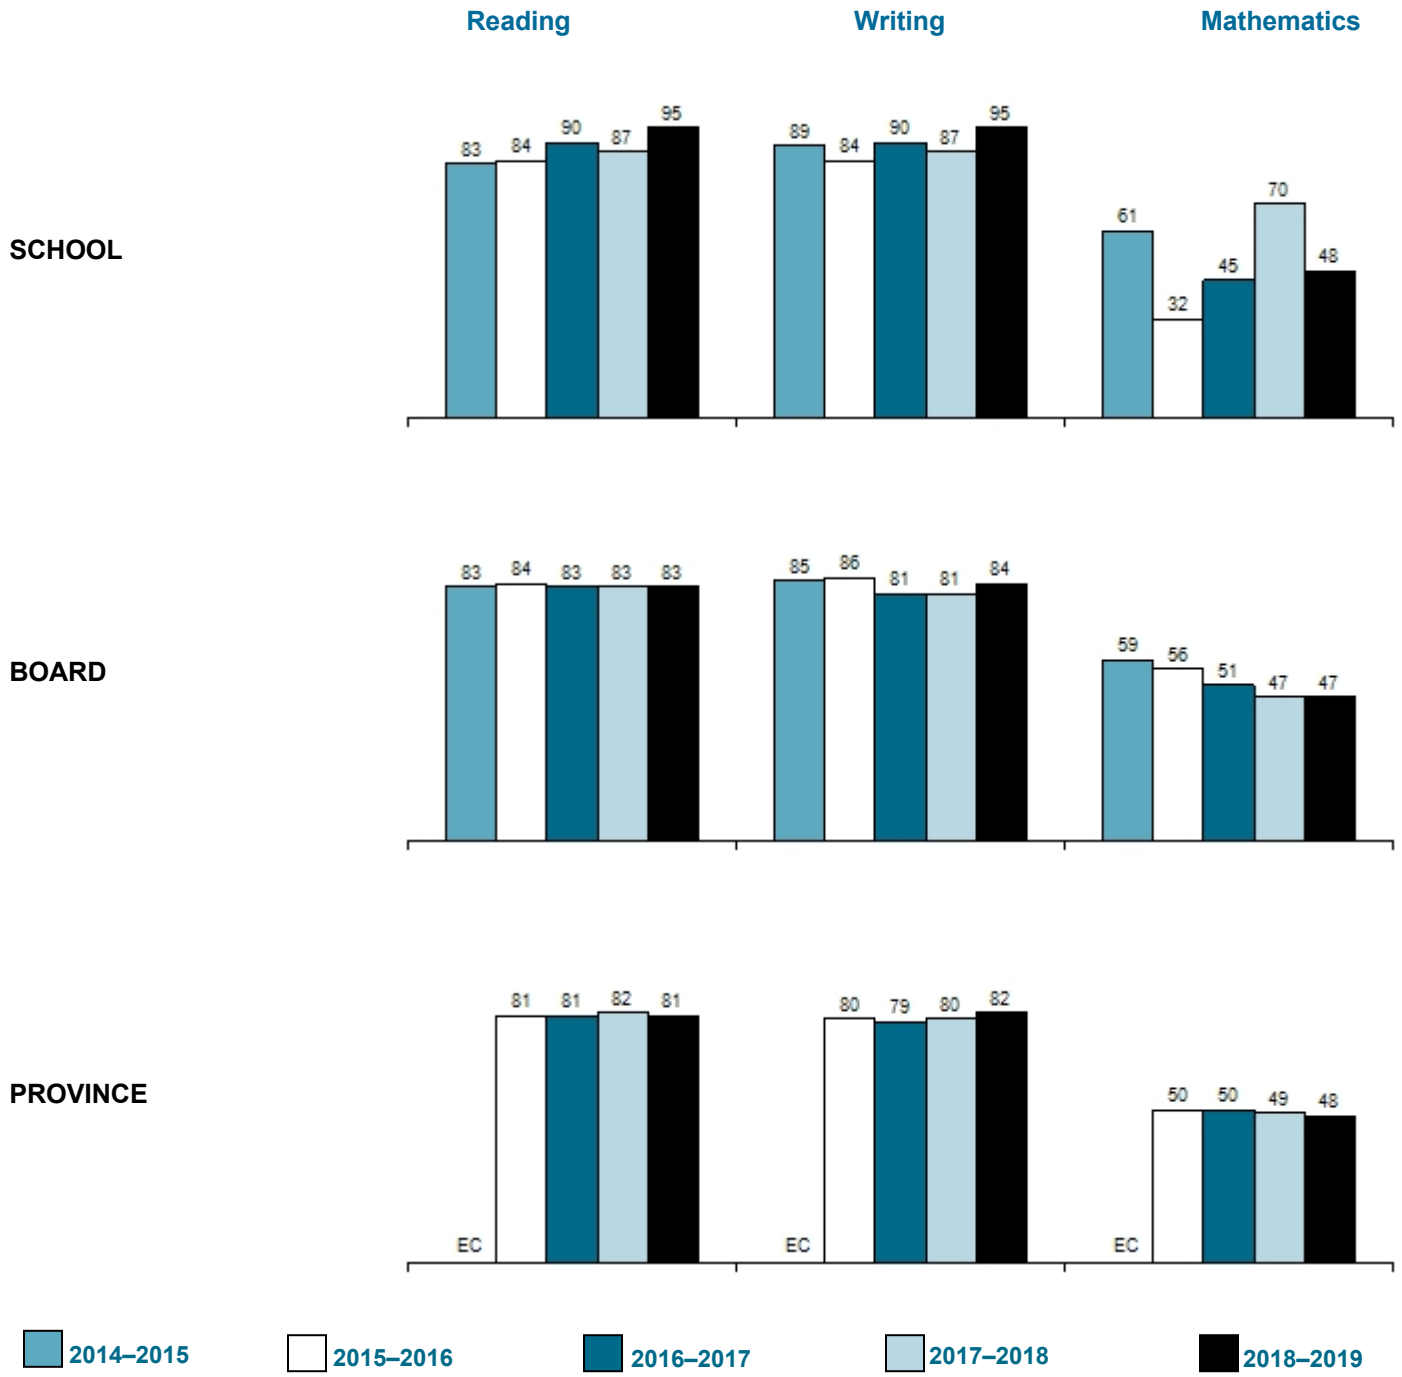 Reading Writing Mathematics
95 95
90 90
89
83 84 87 84 87
70
61
SCHOOL
48
45
32
83 84 83 83 83 85 86 81 81 84
59
56
BOARD
51
47 47
81 81 82 81 80 79 80 82
PROVINCE
50 50 49 48
EC EC EC
2014–2015 2015–2016 2016–2017 2017–2018 2018–2019